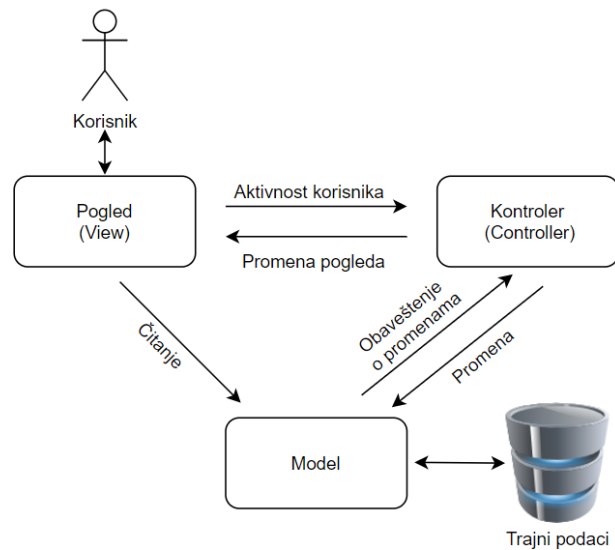 Korisnik
Pogled
(View)
Aktivnost korisnika
Promena pogleda
Kontroler
(Controller)
Čitanje
Obaveštenje
o promenama
Promena
Model
Trajni podaci